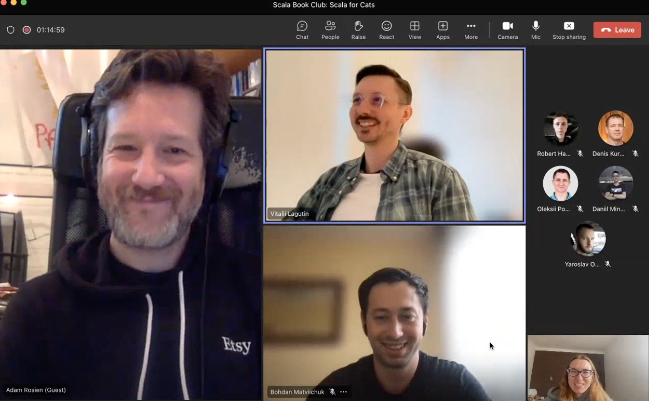 Scala Book Club: Scala for Cats
01:14:59
Chat
People
Raise
React
View
Apps
More
Camera
Mic
Stop sharing
Leave
Etsy
Adam Rosien (Guest)
Vitalii Lagutin
Bohdan Matviichuk
Robert Ha...
Denis Kur...
Oleksii Po...
Daniil Min...
Yaroslav O...